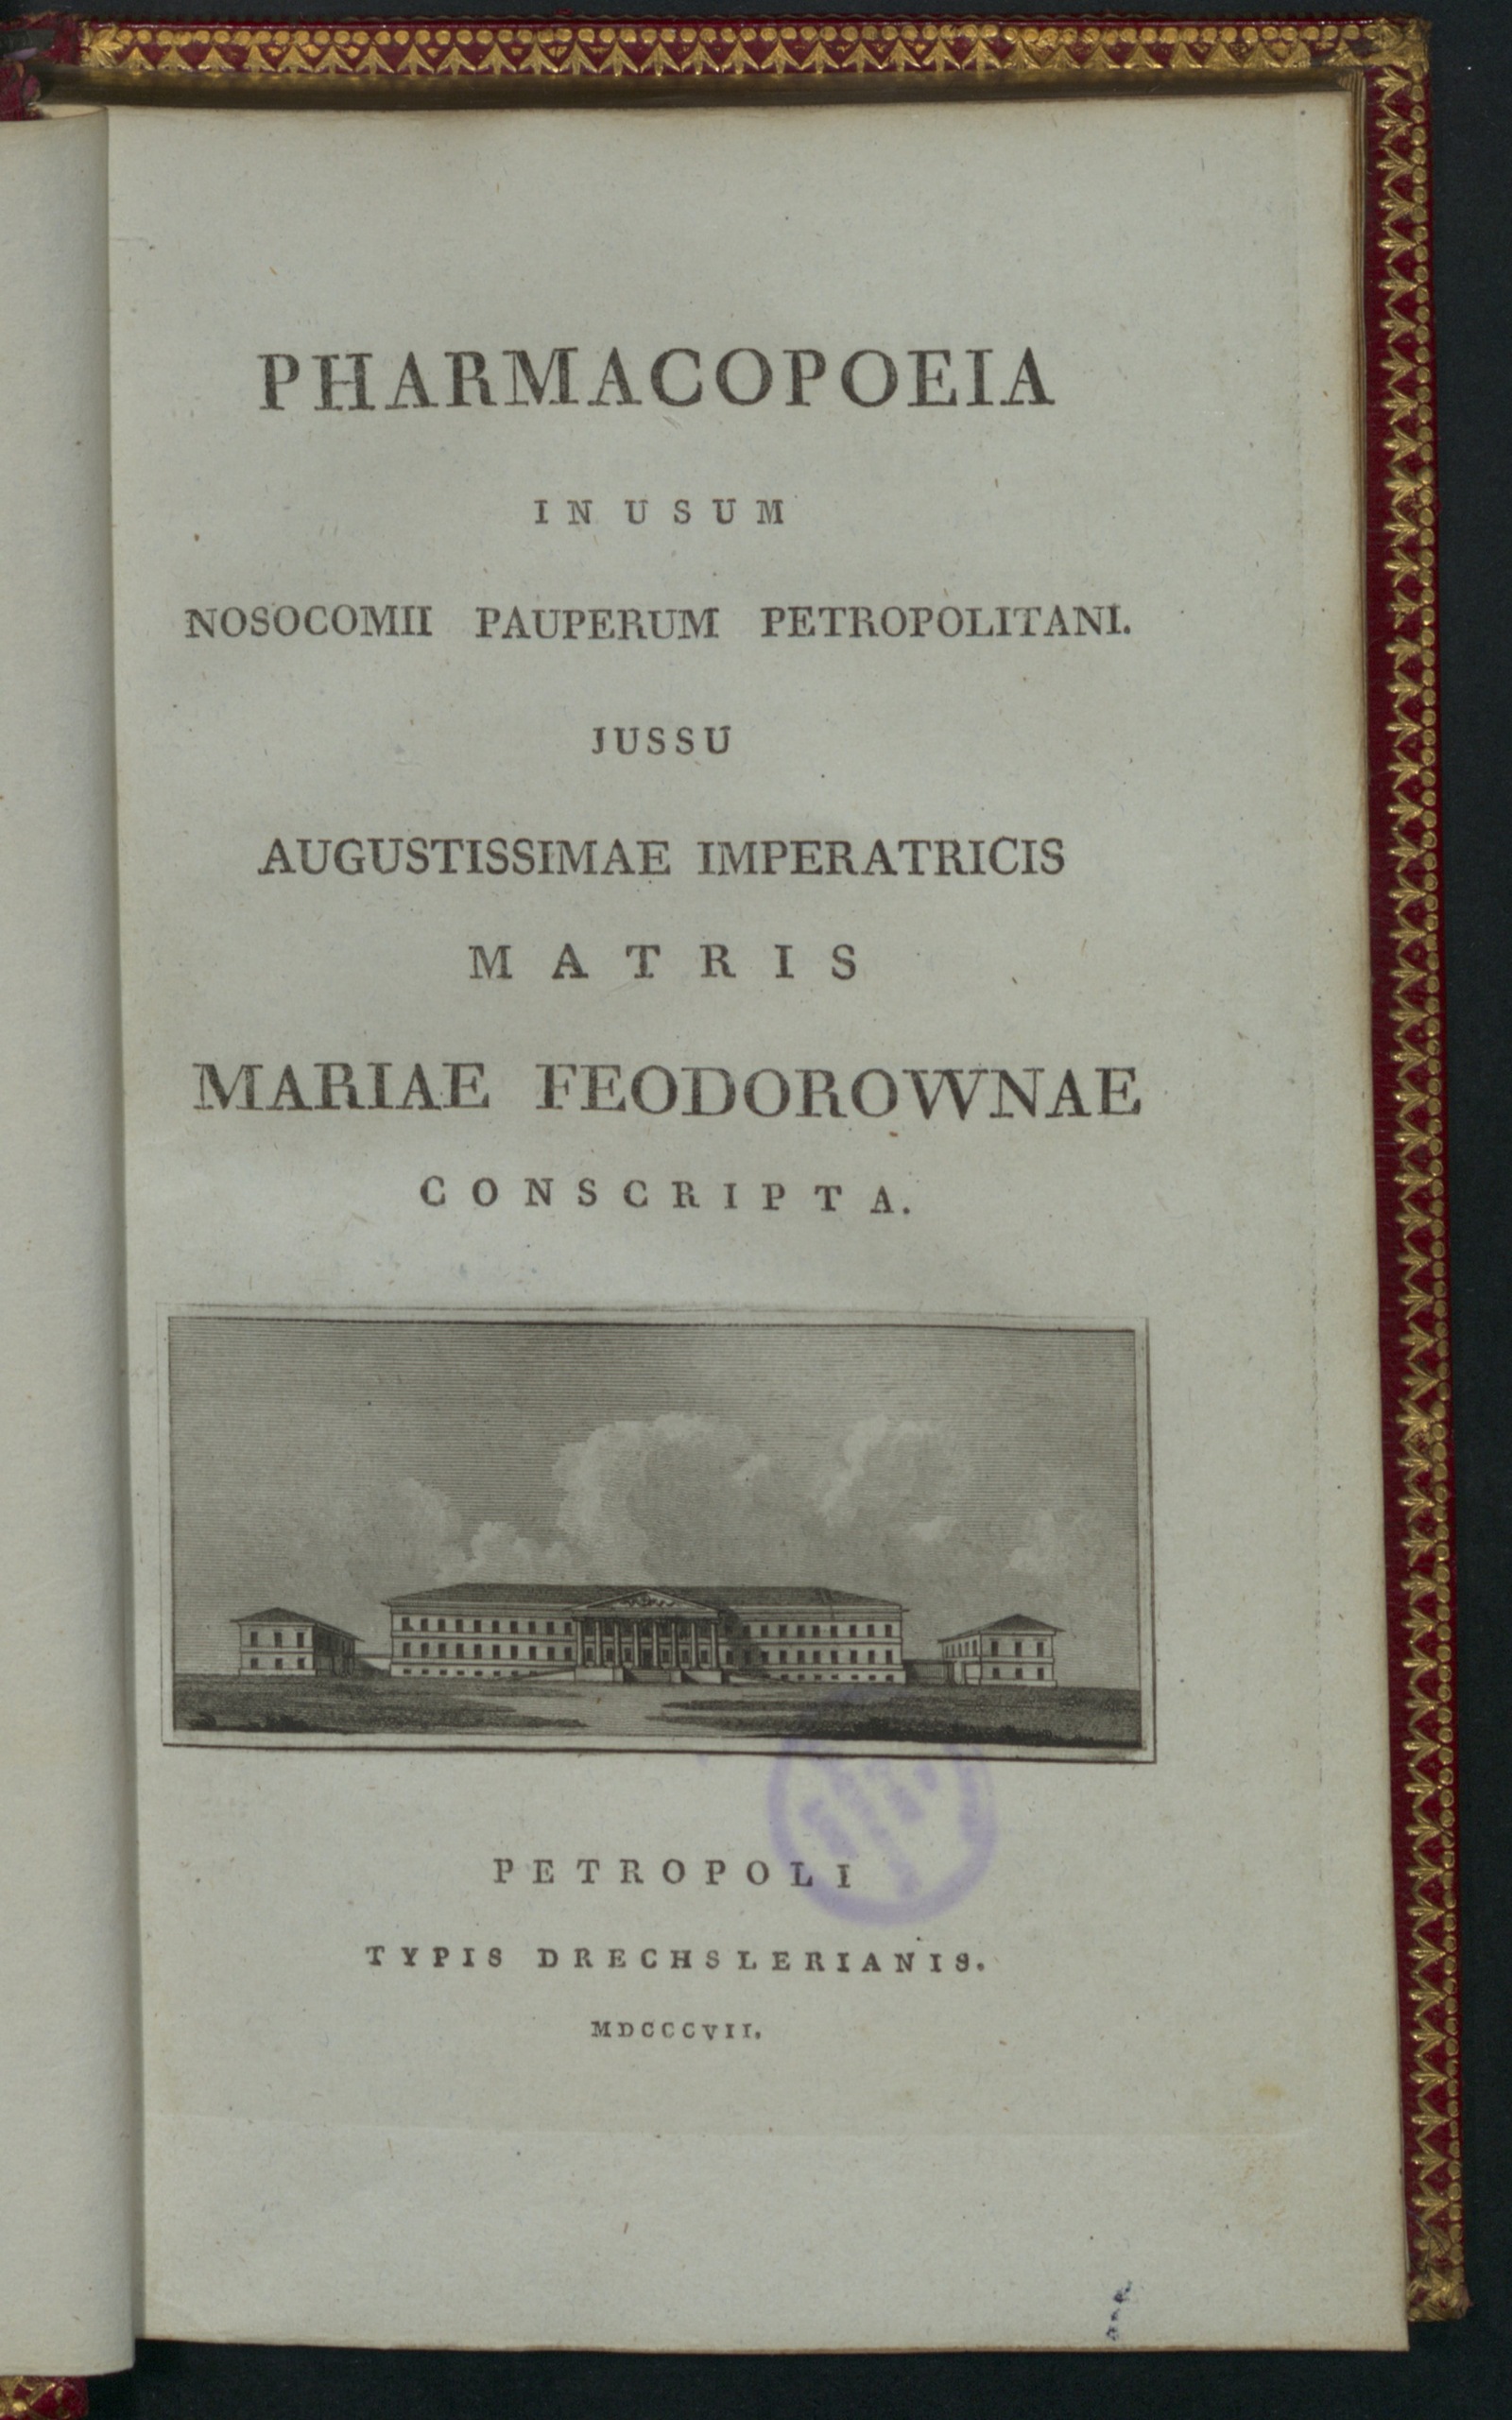 PHARMACOPOEIA
IN USUM
NOSOCOMII PAUPERUM PETROPOLITANI.
JUSSU
AUGUSTISSIMAE IMPERATRICIS
MATRIS
MARIAE FEODOROWNAE
CONSCRIPTA.
PETROPOLI
TYPIS DRECHSLERIANIS.
MDCCCVII.